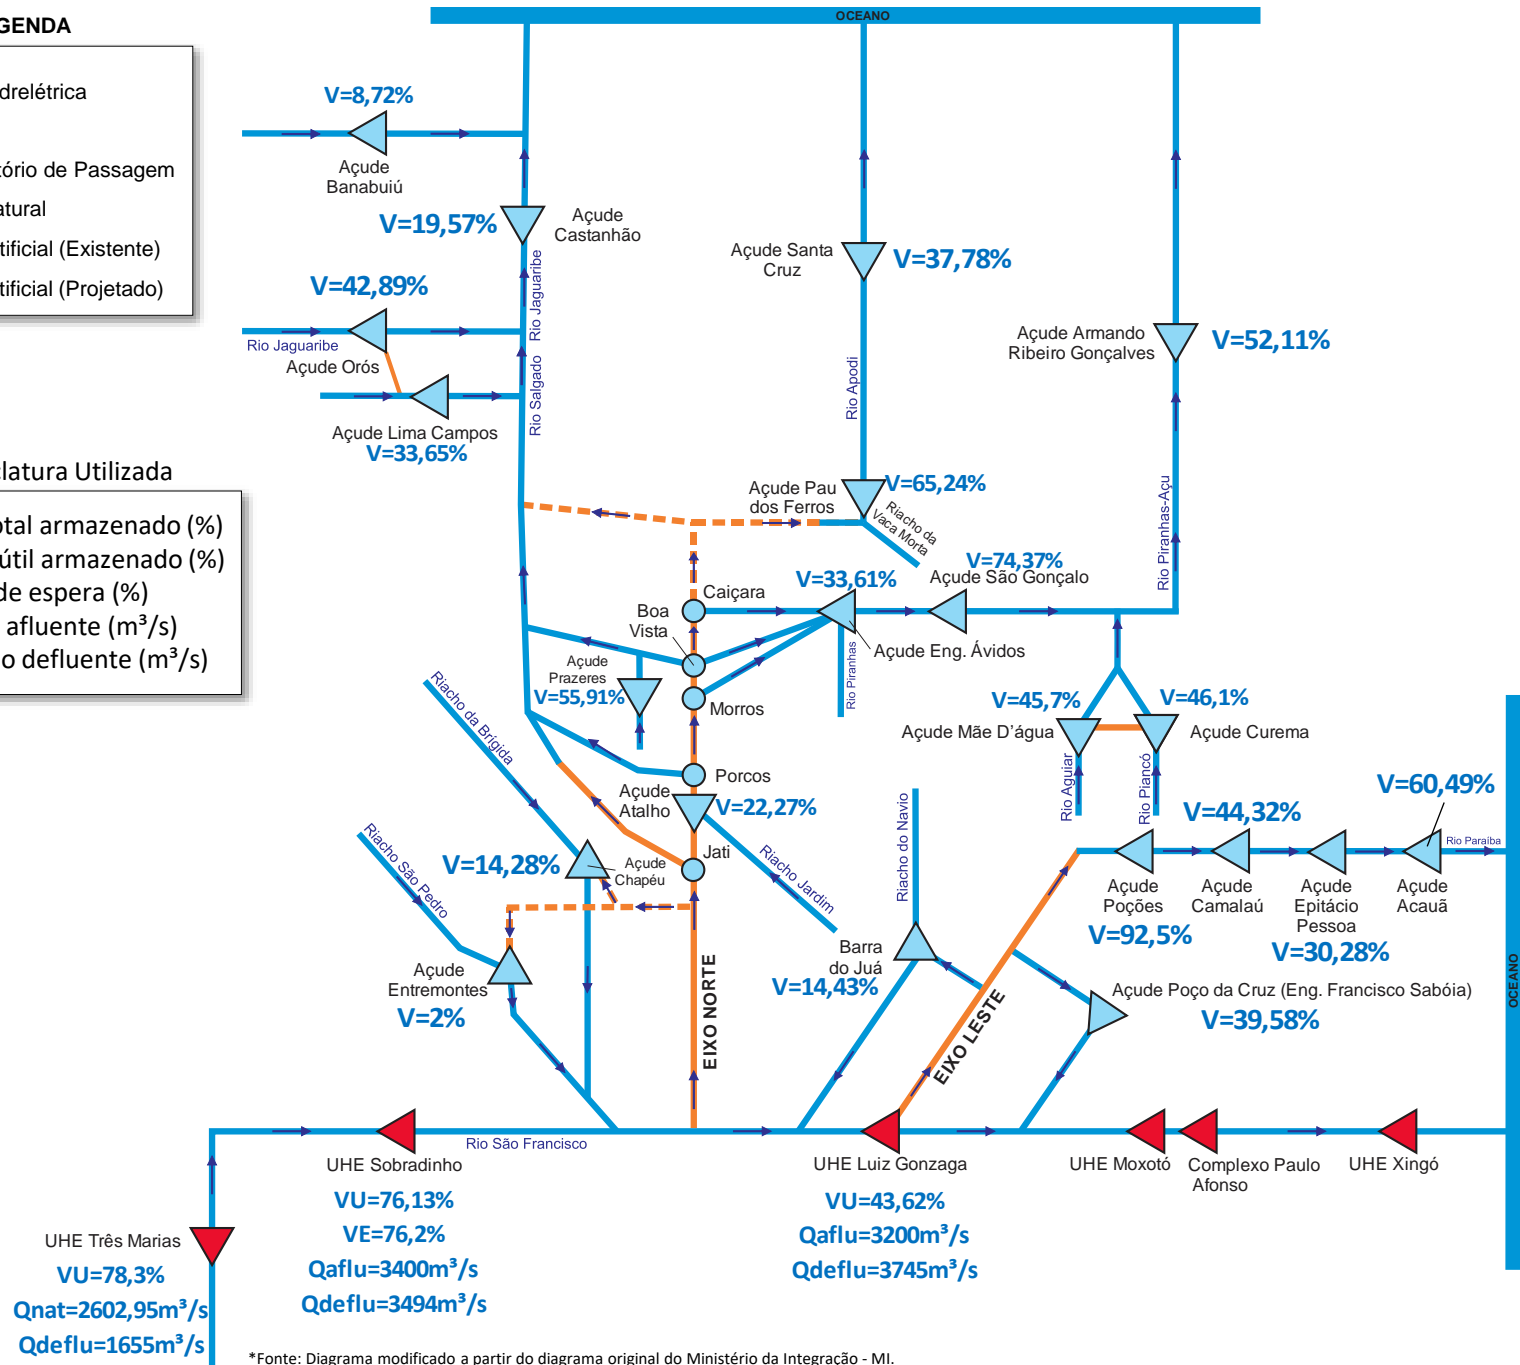 OCEANO
GENDA
drelétrica
tório de Passagem
atural
tificial (Existente)
tificial (Projetado)
V=8,72%
Açude
Banabuiú
V=19,57%
Açude
Castanhão
V=42,89%
Rio Jaguaribe
Açude Orós
Rio Jaguaribe
Rio Salgado
Açude Lima Campos
V=33,65%
Açude Santa
Cruz
V=37,78%
Rio Apodi
Açude Armando
Ribeiro Gonçalves
V=52,11%
Rio Piranhas-Açu
clatura Utilizada
otal armazenado (%)
útil armazenado (%)
de espera (%)
afluente (m³/s)
o defluente (m³/s)
Açude Pau
dos Ferros
V=65,24%
Riacho da
Vaca Morta
V=74,37%
Açude São Gonçalo
V=33,61%
Caiçara
Boa
Vista
Açude Eng. Ávidos
Rio Piranhas
Açude
Prazeres
V=55,91%
Morros
Riacho da Brígida
Porcos
V=45,7%
V=46,1%
Açude Mãe D'água
Açude Curema
Rio Aguiar
Rio Piancó
Açude
Atalho
V=22,27%
Riacho do Navio
V=60,49%
V=44,32%
Rio Paraíba
Riacho São Pedro
V=14,28%
Açude
Chapéu
Jati
Riacho Jardim
Açude
Poções
V=92,5%
Açude
Camalaú
Açude
Epitácio
Pessoa
V=30,28%
Açude
Acauã
Açude
Entremontes
V=2%
EIXO NORTE
Barra
do Juá
V=14,43%
EIXO LESTE
Açude Poço da Cruz (Eng. Francisco Sabóia)
V=39,58%
OCEANO
Rio São Francisco
UHE Sobradinho
VU=76,13%
VE=76,2%
Qaflu=3400m³/s
Qdeflu=3494m³/s
UHE Luiz Gonzaga
VU=43,62%
Qaflu=3200m³/s
Qdeflu=3745m³/s
UHE Moxotó
Complexo Paulo
Afonso
UHE Xingó
UHE Três Marias
VU=78,3%
Qnat=2602,95m³/s
Qdeflu=1655m³/s
*Fonte: Diagrama modificado a partir do diagrama original do Ministério da Integração - MI.